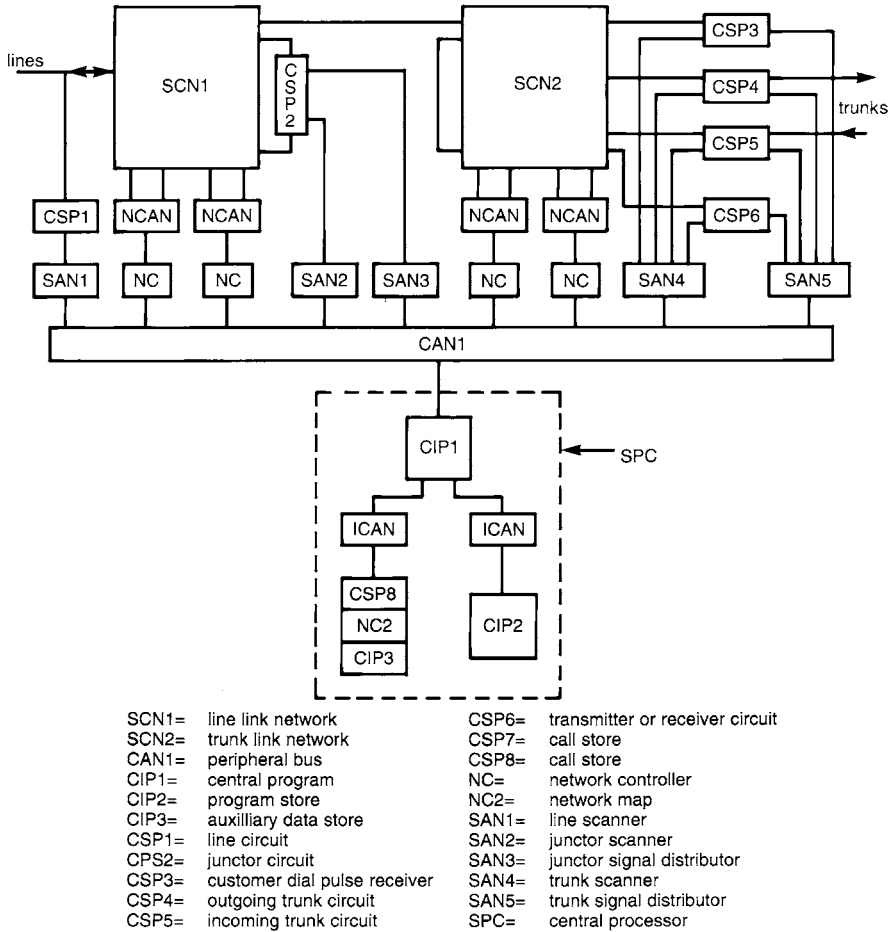 lines
SCN1
CSP2
SCN2
CSP3
CSP4
trunks
CSP5
CSP6
CSP1
NCAN
NCAN
NCAN
NCAN
SAN1
NC
NC
SAN2
SAN3
NC
NC
SAN4
SAN5
CAN1
CIP1
SPC
ICAN
ICAN
CSP8
NC2
CIP3
CIP2
SCN1= line link network
SCN2= trunk link network
CAN1= peripheral bus
CIP1= central program
CIP2= program store
CIP3= auxilliary data store
CSP1= line circuit
CPS2= junctor circuit
CSP3= customer dial pulse receiver
CSP4= outgoing trunk circuit
CSP5= incoming trunk circuit
CSP6= transmitter or receiver circuit
CSP7= call store
CSP8= call store
NC= network controller
NC2= network map
SAN1= line scanner
SAN2= junctor scanner
SAN3= junctor signal distributor
SAN4= trunk scanner
SAN5= trunk signal distributor
SPC= central processor